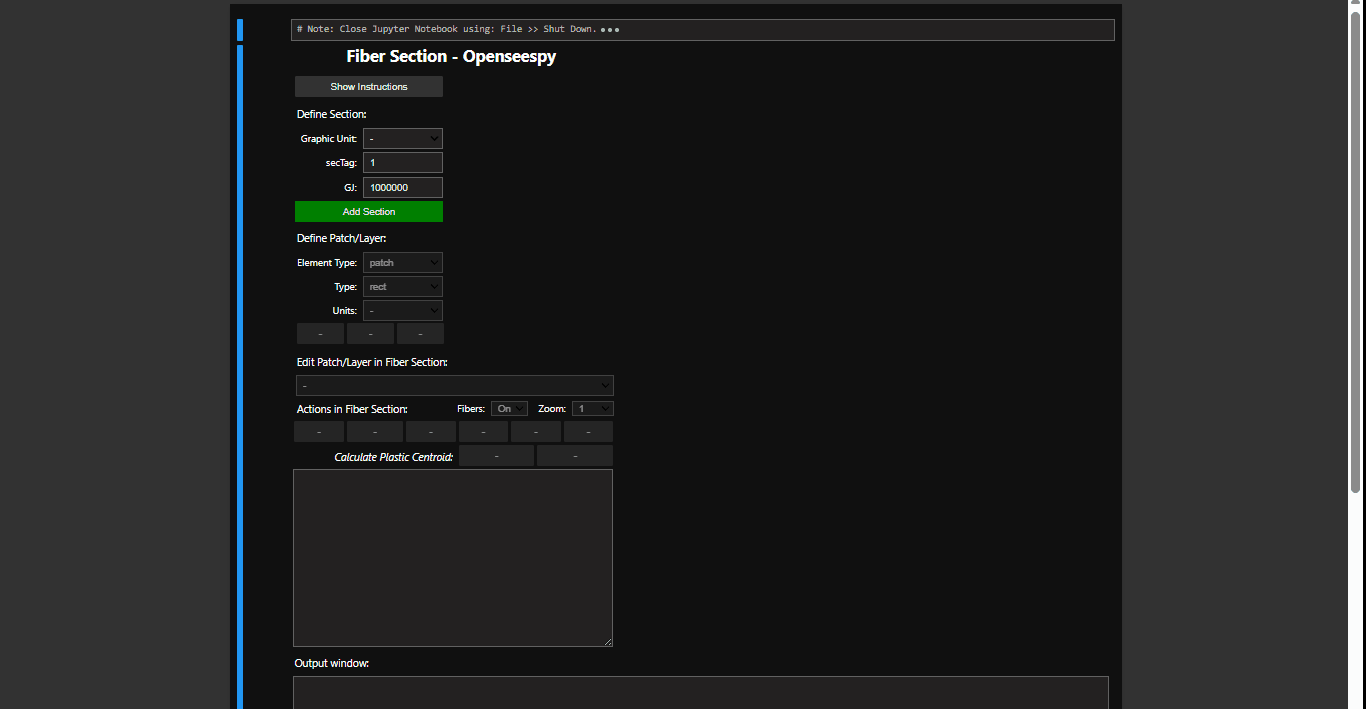 # Note: Close Jupyter Notebook using: File >> Shut Down. •••
Fiber Section - Openseespy
Show Instructions
Define Section:
Graphic Unit: -
secTag: 1
GJ: 1000000
Add Section
Define Patch/Layer:
Element Type: patch
Type: rect
Units: -
- - -
Edit Patch/Layer in Fiber Section:
-
Actions in Fiber Section: Fibers: On Zoom: 1
- - - - - -
Calculate Plastic Centroid: - -
Output window: